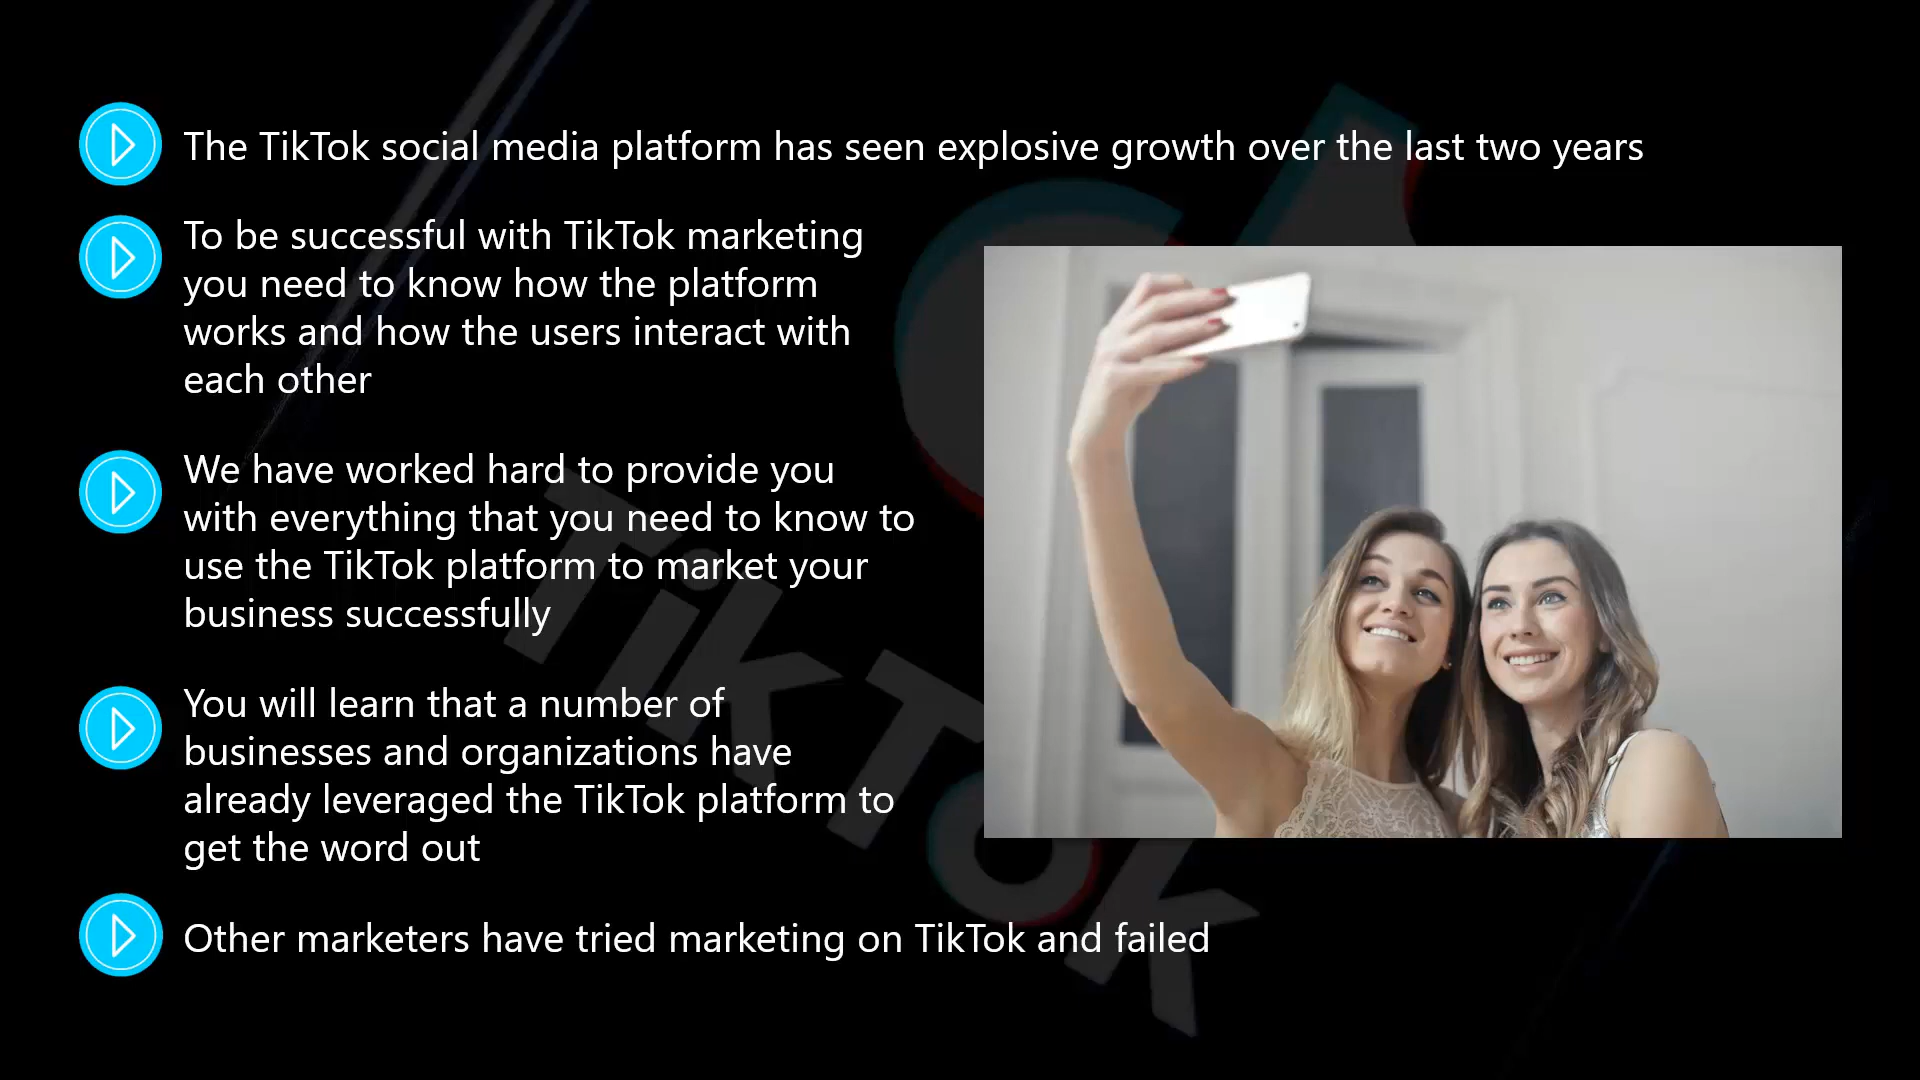 The TikTok social media platform has seen explosive growth over the last two years
To be successful with TikTok marketing
you need to know how the platform
works and how the users interact with
each other
We have worked hard to provide you
with everything that you need to know to
use the TikTok platform to market your
business successfully
You will learn that a number of
businesses and organizations have
already leveraged the TikTok platform to
get the word out
Other marketers have tried marketing on TikTok and failed
TikTok